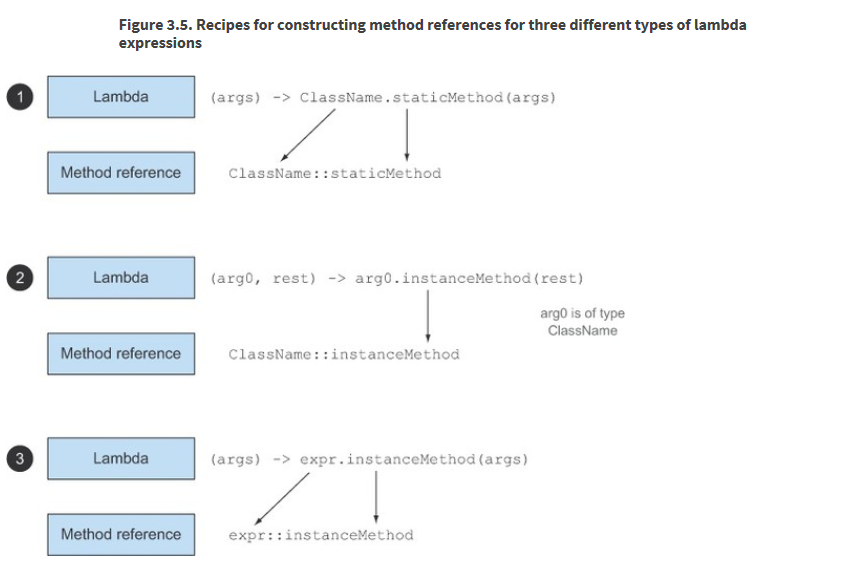 Figure 3.5. Recipes for constructing method references for three different types of lambda
expressions
1 Lambda (args) -> ClassName.staticMethod(args)
Method reference ClassName::staticMethod
2 Lambda (arg0, rest) -> arg0.instanceMethod(rest)
arg0 is of type
ClassName
Method reference ClassName::instanceMethod
3 Lambda (args) -> expr.instanceMethod(args)
Method reference expr::instanceMethod